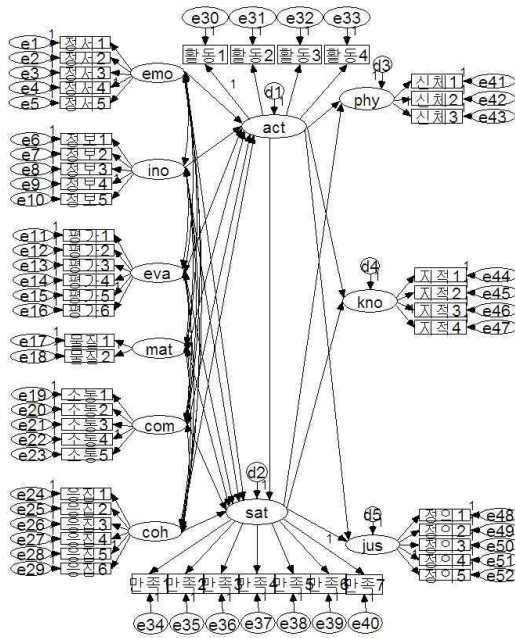 e30 e31 e32 e33
활동1 활동2 활동3 활동4
e1 정서1
e2 정서2
e3 정서3
e4 정서4
e5 정서5
emo
e6 정보1
e7 정보2
e8 정보3
e9 정보4
e10 정보5
ino
e11 평가1
e12 평가2
e13 평가3
e14 평가4
e15 평가5
e16 평가6
eva
e17 물질1
e18 물질2
mat
e19 소통1
e20 소통2
e21 소통3
e22 소통4
e23 소통5
com
e24 응집1
e25 응집2
e26 응집3
e27 응집4
e28 응집5
e29 응집6
coh
d1
act
d2
sat
만족1 만족2 만족3 만족4 만족5 만족6 만족7
e34 e35 e36 e37 e38 e39 e40
d3
phy
신체1 e41
신체2 e42
신체3 e43
d4
kno
지적1 e44
지적2 e45
지적3 e46
지적4 e47
d5
jus
정의1 e48
정의2 e49
정의3 e50
정의4 e51
정의5 e52